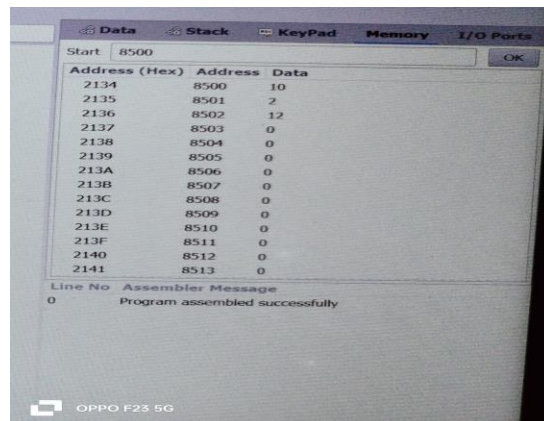 Data Stack KeyPad Memory I/O Ports
Start 8500 OK
Address (Hex) Address Data
2134 8500 10
2135 8501 2
2136 8502 12
2137 8503 0
2138 8504 0
2139 8505 0
213A 8506 0
213B 8507 0
213C 8508 0
213D 8509 0
213E 8510 0
213F 8511 0
2140 8512 0
2141 8513 0
Line No Assembler Message
0 Program assembled successfully
OPPO F23 5G